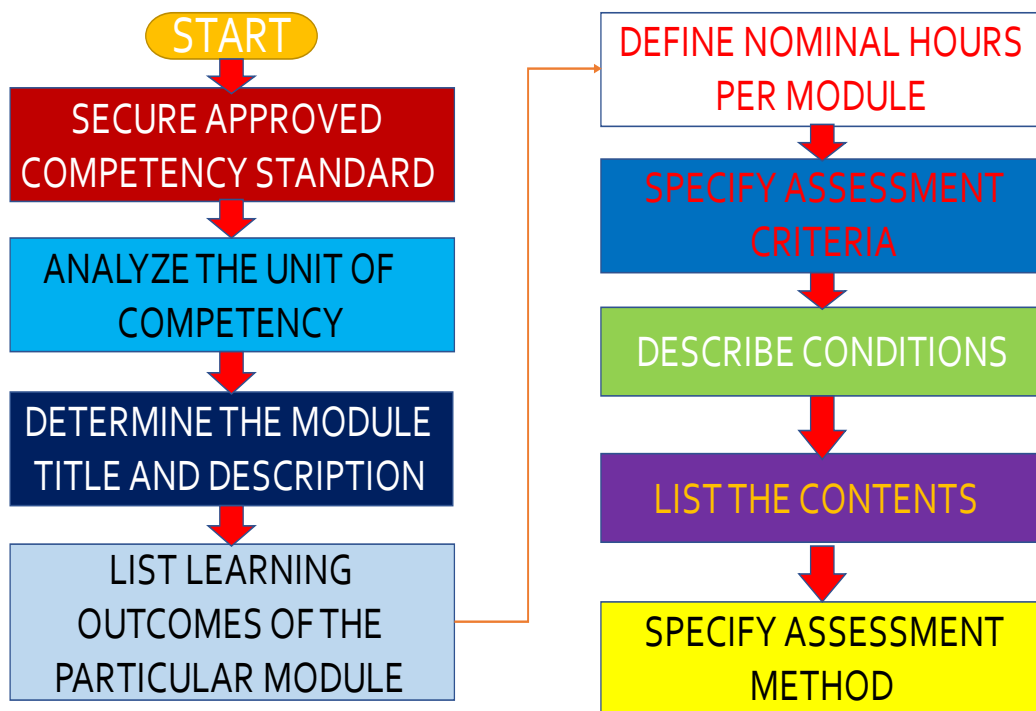 START
SECURE APPROVED
COMPETENCY STANDARD
ANALYZE THE UNIT OF
COMPETENCY
DETERMINE THE MODULE
TITLE AND DESCRIPTION
LIST LEARNING
OUTCOMES OF THE
PARTICULAR MODULE
DEFINE NOMINAL HOURS
PER MODULE
SPECIFY ASSESSMENT
CRITERIA
DESCRIBE CONDITIONS
LIST THE CONTENTS
SPECIFY ASSESSMENT
METHOD